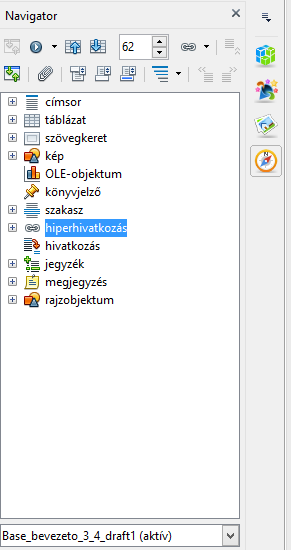 Navigator
62
címsor
táblázat
szövegkeret
kép
OLE-objektum
könyvjelző
szakasz
hiperhivatkozás
hivatkozás
jegyzék
megjegyzés
rajzobjektum
Base_bevezeto_3_4_draft1 (aktív)